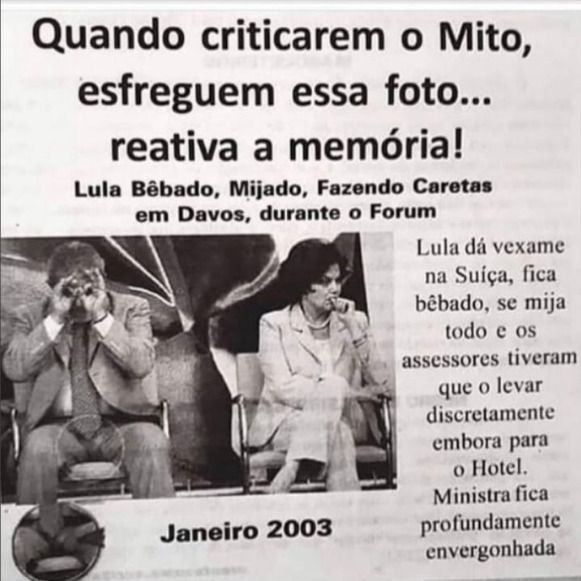 Quando criticarem o Mito,
esfreguem essa foto...
reativa a memória!
Lula Bêbado, Mijado, Fazendo Caretas
em Davos, durante o Forum
Lula dá vexame
na Suíça, fica
bêbado, se mija
todo e os
assessores tiveram
que o levar
discretamente
embora para
o Hotel.
Ministra fica
profundamente
envergonhada
Janeiro 2003